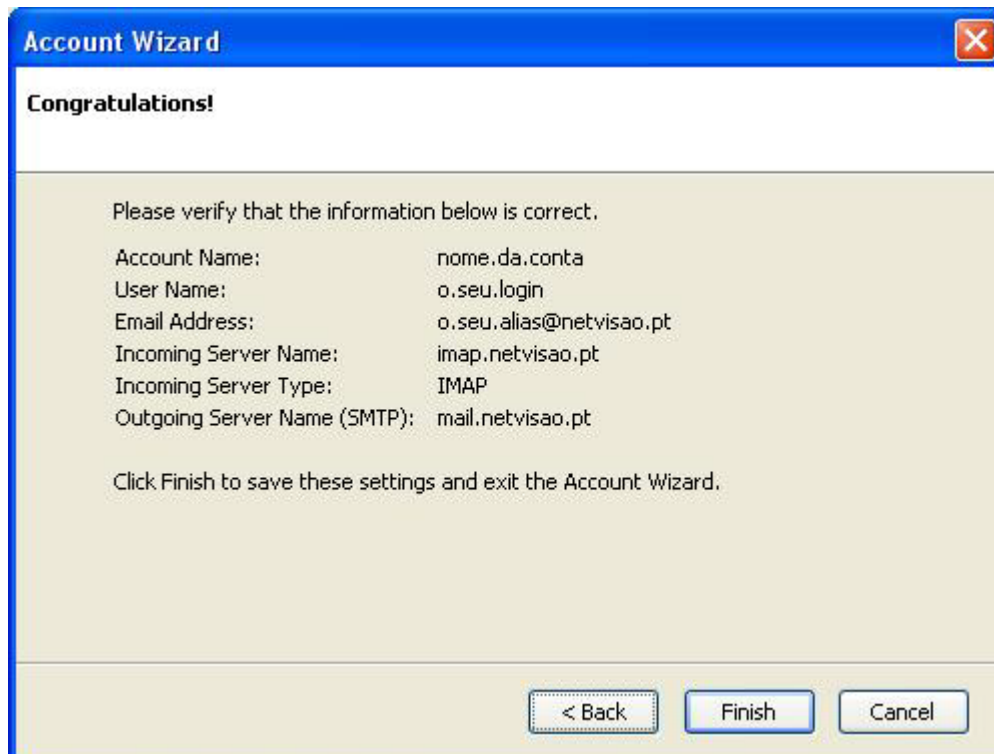 Account Wizard
Congratulations!
Please verify that the information below is correct.
Account Name: nome.da.conta
User Name: o.seu.login
Email Address: o.seu.alias@netvisao.pt
Incoming Server Name: imap.netvisao.pt
Incoming Server Type: IMAP
Outgoing Server Name (SMTP): mail.netvisao.pt
Click Finish to save these settings and exit the Account Wizard.
< Back Finish Cancel